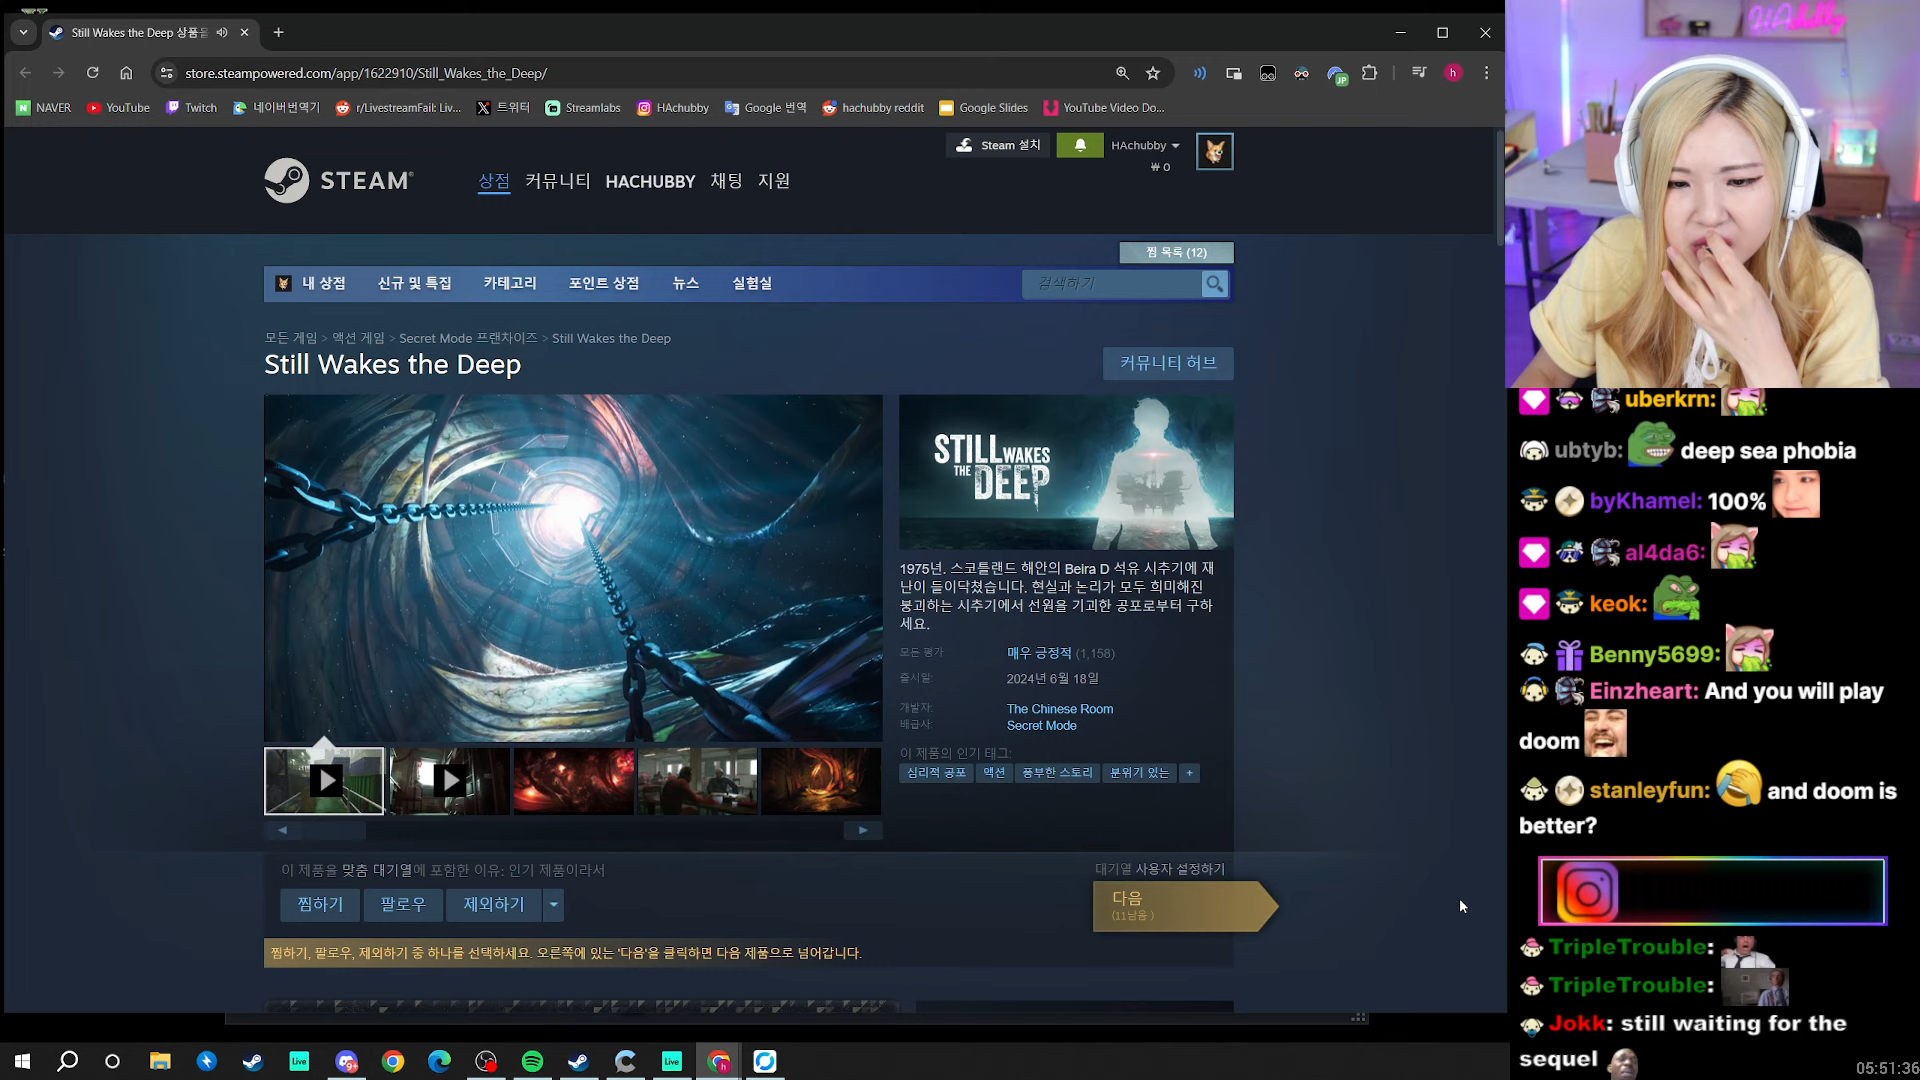 Still Wakes the Deep 상품을
store.steampowered.com/app/1622910/Still_Wakes_the_Deep/
JP
h
NAVER
YouTube
Twitch
네이버번역기
r/LivestreamFail: Liv...
트위터
Streamlabs
HAchubby
Google 번역
hachubby reddit
Google Slides
YouTube Video Do...
HAchubby
Steam 설치
HAchubby
₩ 0
STEAM
상점 커뮤니티 HACHUBBY 채팅 지원
찜 목록 (12)
내 상점 신규 및 특집 카테고리 포인트 상점 뉴스 실험실
검색하기
모든 게임 > 액션 게임 > Secret Mode 프랜차이즈 > Still Wakes the Deep
Still Wakes the Deep
커뮤니티 허브
STILL WAKES
THE DEEP
1975년. 스코틀랜드 해안의 Beira D 석유 시추기에 재
난이 들이닥쳤습니다. 현실과 논리가 모두 희미해진
붕괴하는 시추기에서 선원을 기괴한 공포로부터 구하
세요.
모든 평가 매우 긍정적 (1,158)
출시일: 2024년 6월 18일
개발자: The Chinese Room
배급사: Secret Mode
이 제품의 인기 태그:
심리적 공포 액션 풍부한 스토리 분위기 있는 +
이 제품을 맞춤 대기열에 포함한 이유: 인기 제품이라서
대기열 사용자 설정하기
찜하기 팔로우 제외하기
다음
(11남음 )
찜하기, 팔로우, 제외하기 중 하나를 선택하세요. 오른쪽에 있는 '다음'을 클릭하면 다음 제품으로 넘어갑니다.
uberkrn:
ubtyb: deep sea phobia
byKhamel: 100%
al4da6:
keok:
Benny5699:
Einzheart: And you will play
doom
stanleyfun: and doom is
better?
TripleTrouble:
TripleTrouble:
Jokk: still waiting for the
sequel
Live
9+
Live
h
05:51:36